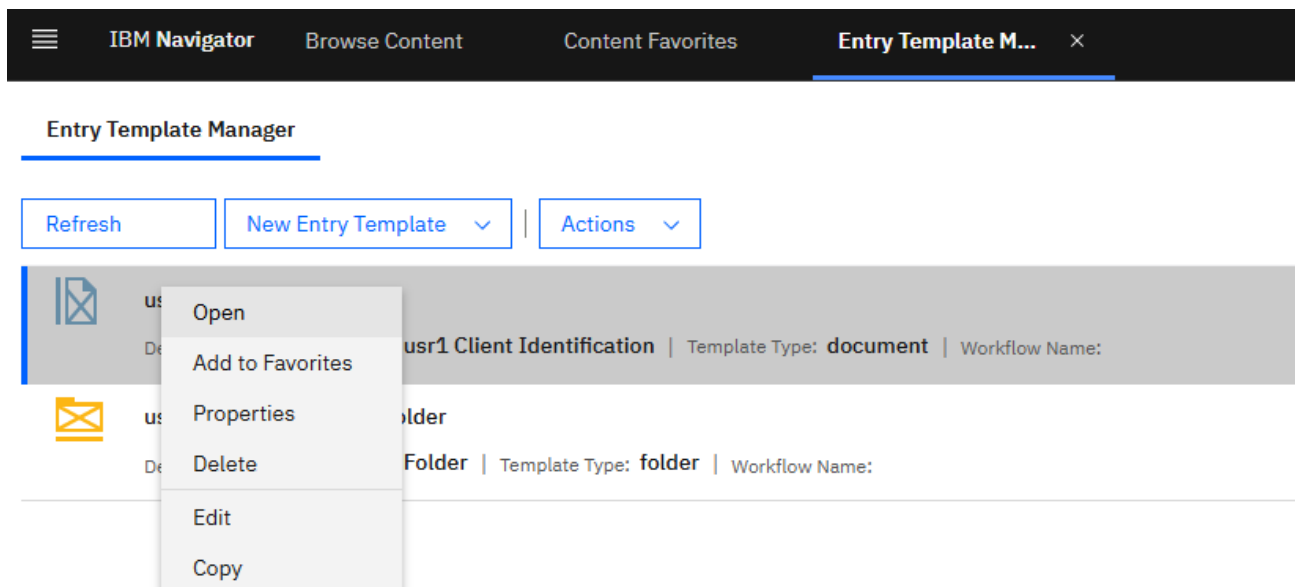 IBM Navigator Browse Content Content Favorites Entry Template M... ×
Entry Template Manager
Refresh New Entry Template Actions
Open
usr1 Client Identification | Template Type: document | Workflow Name:
Add to Favorites
Properties
Delete
Folder | Template Type: folder | Workflow Name:
Edit
Copy